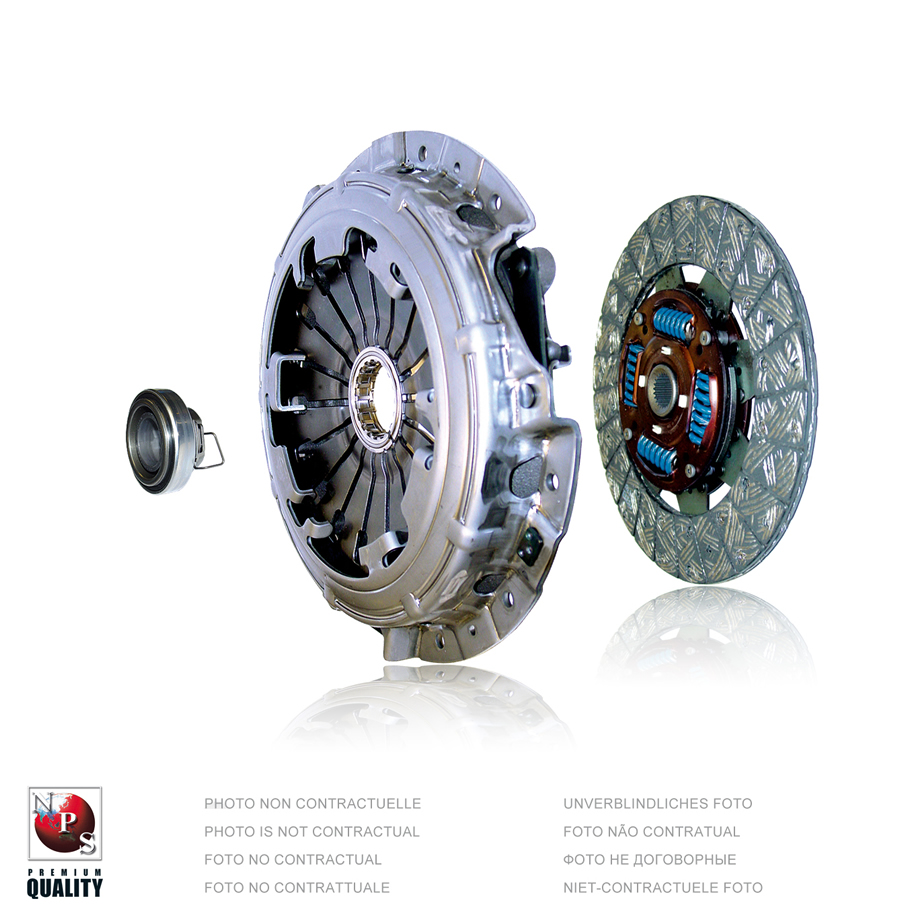 NPS
PREMIUM
QUALITY
PHOTO NON CONTRACTUELLE
PHOTO IS NOT CONTRACTUAL
FOTO NO CONTRACTUAL
FOTO NO CONTRATTUALE
UNVERBLINDLICHES FOTO
FOTO NÃO CONTRATUAL
ФОТО НЕ ДОГОВОРНЫЕ
NIET-CONTRACTUELE FOTO